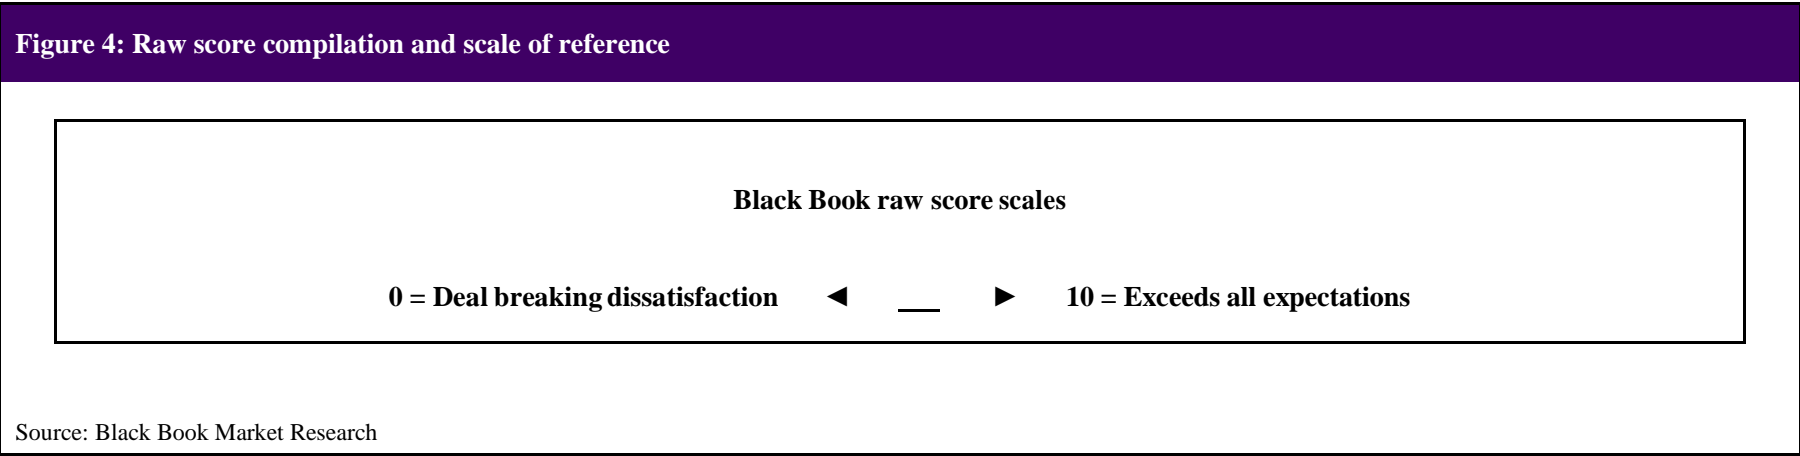 Figure 4: Raw score compilation and scale of reference
Black Book raw score scales
0 = Deal breaking dissatisfaction ◄ __ ► 10 = Exceeds all expectations
Source: Black Book Market Research